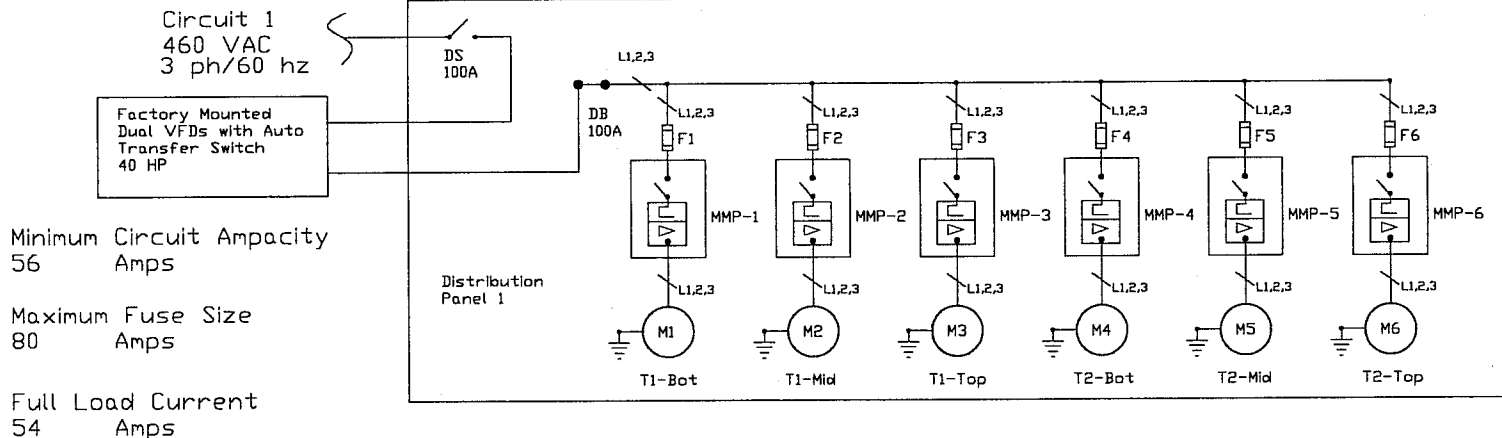 Circuit 1
460 VAC
3 ph/60 hz
DS
100A
Factory Mounted
Dual VFDs with Auto
Transfer Switch
40 HP
L1,2,3
DB
100A
L1,2,3 L1,2,3 L1,2,3 L1,2,3 L1,2,3 L1,2,3
F1 F2 F3 F4 F5 F6
MMP-1 MMP-2 MMP-3 MMP-4 MMP-5 MMP-6
Minimum Circuit Ampacity
56 Amps
Distribution
Panel 1
L1,2,3 L1,2,3 L1,2,3 L1,2,3 L1,2,3 L1,2,3
Maximum Fuse Size
80 Amps
M1 M2 M3 M4 M5 M6
T1-Bot T1-Mid T1-Top T2-Bot T2-Mid T2-Top
Full Load Current
54 Amps